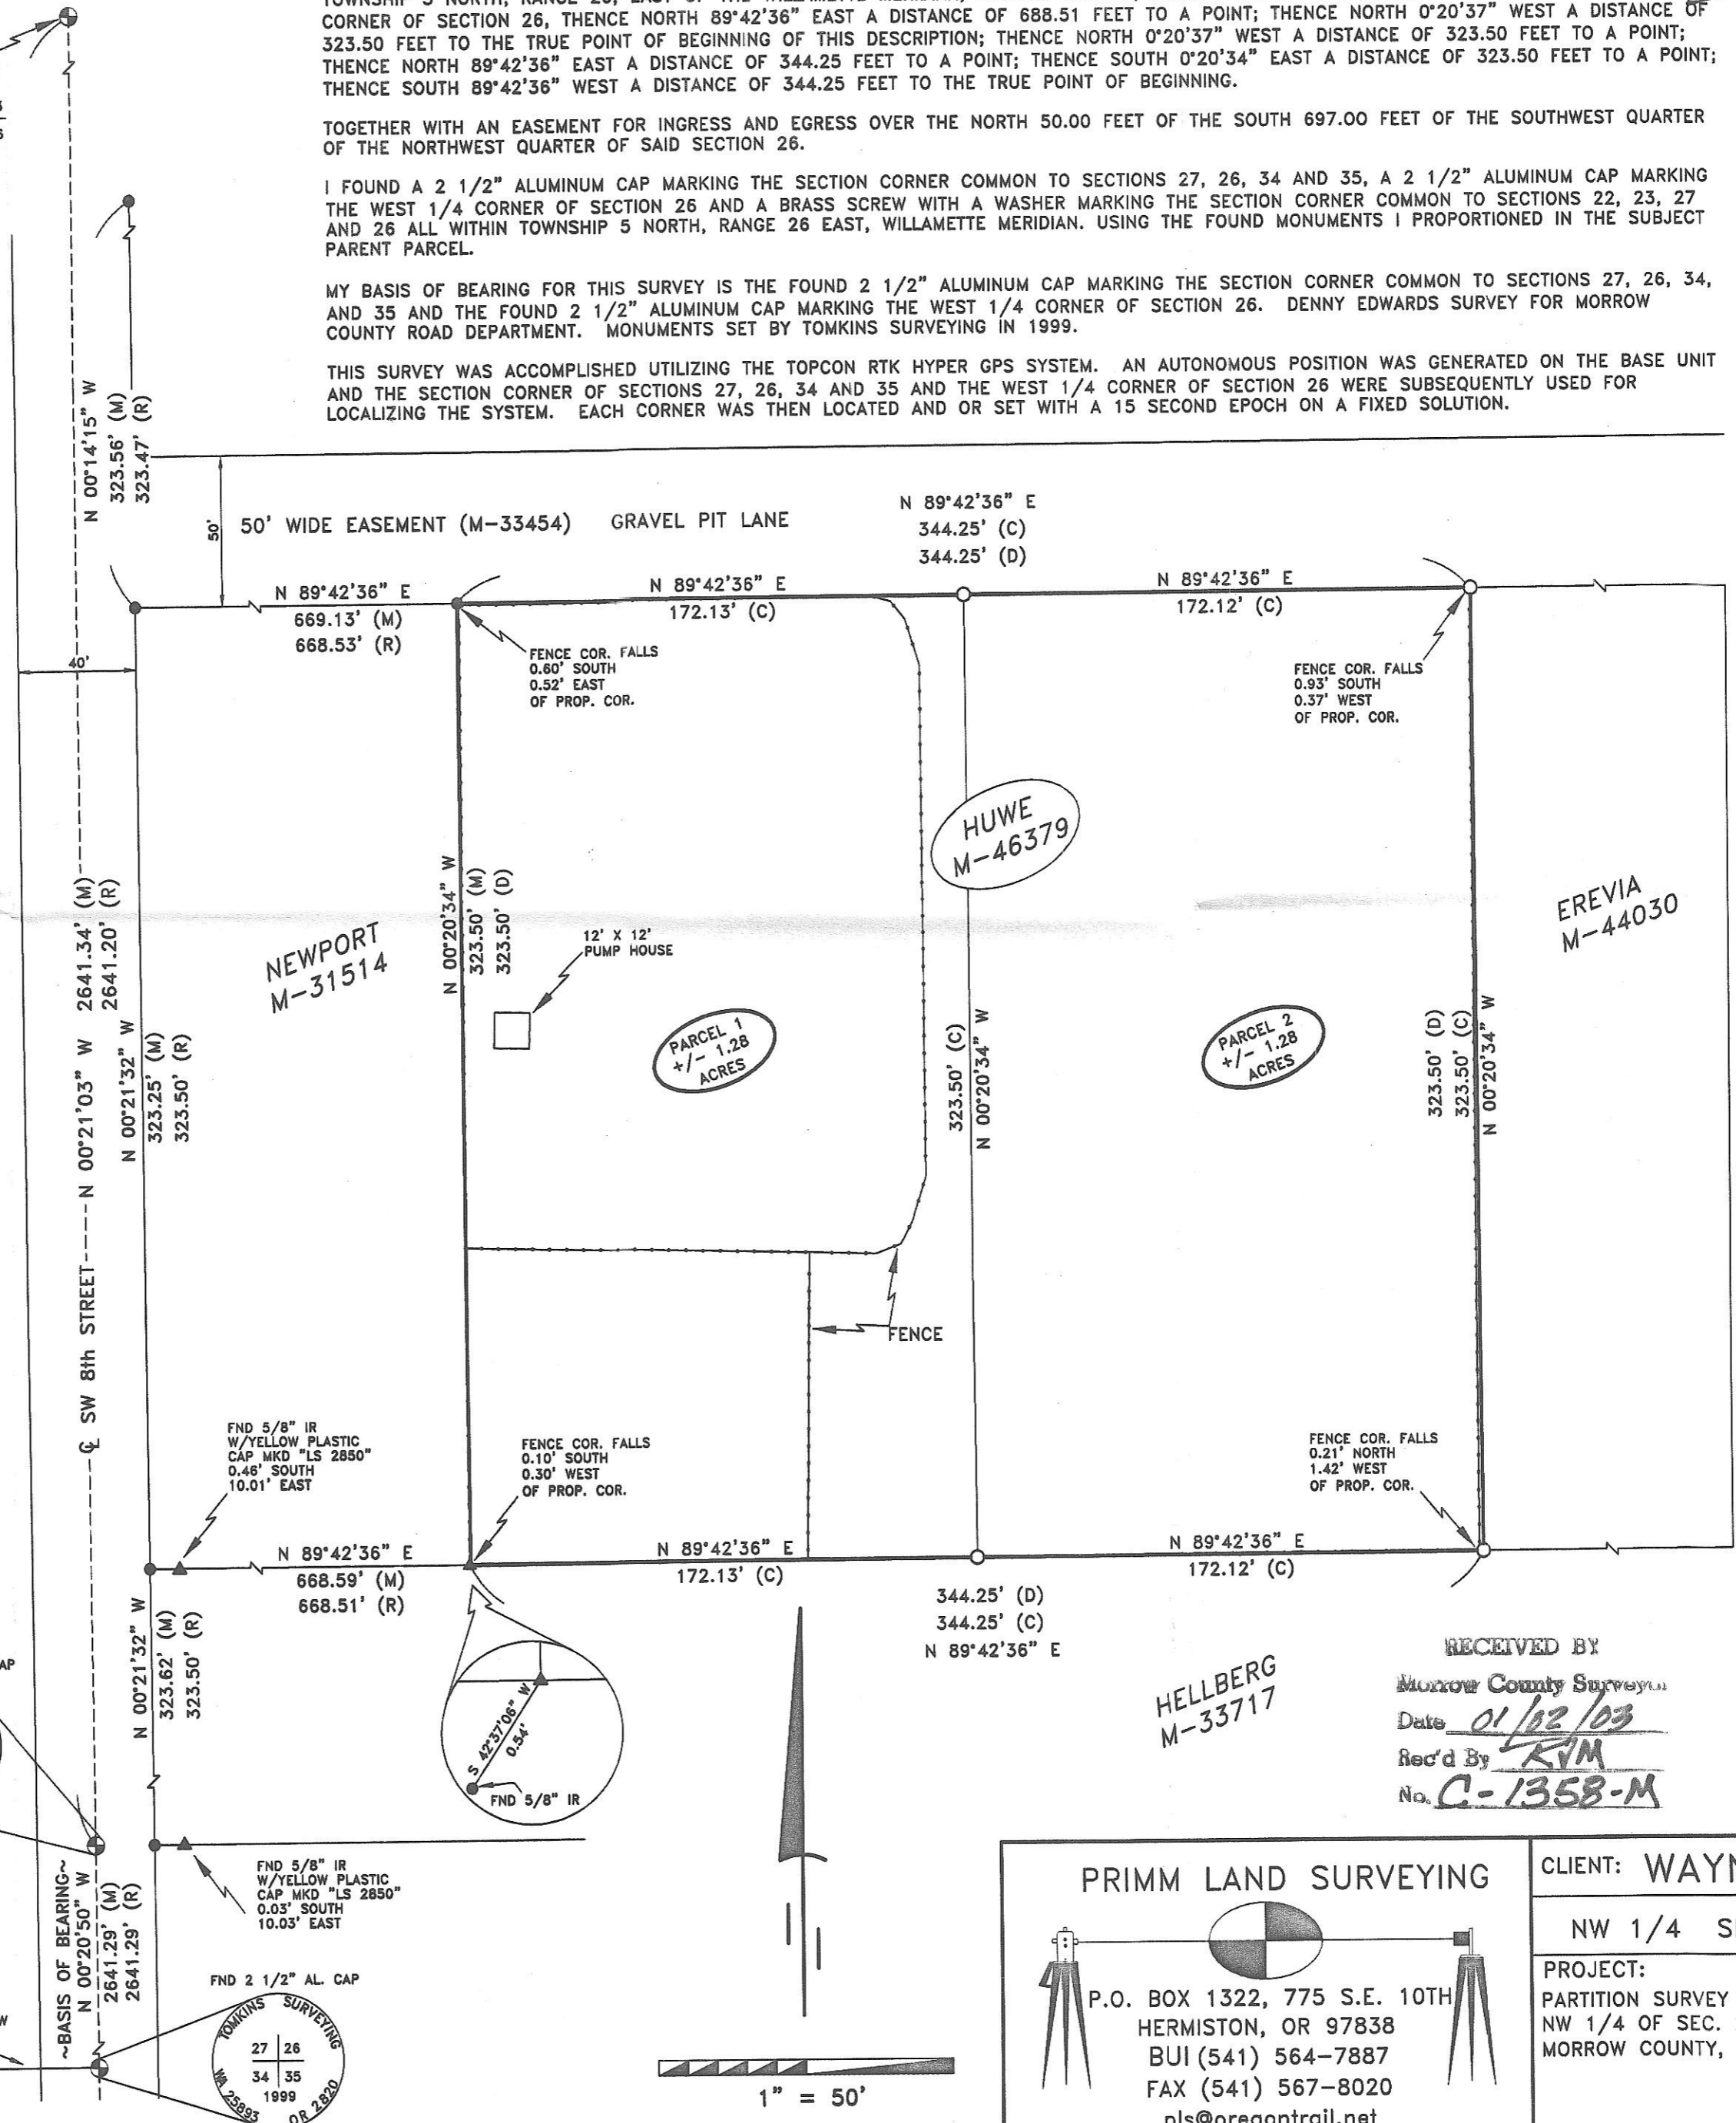 CORNER OF SECTION 26, THENCE NORTH 89°42'36" EAST A DISTANCE OF 688.51 FEET TO A POINT; THENCE NORTH 0°20'37" WEST A DISTANCE OF
323.50 FEET TO THE TRUE POINT OF BEGINNING OF THIS DESCRIPTION; THENCE NORTH 0°20'37" WEST A DISTANCE OF 323.50 FEET TO A POINT;
THENCE NORTH 89°42'36" EAST A DISTANCE OF 344.25 FEET TO A POINT; THENCE SOUTH 0°20'34" EAST A DISTANCE OF 323.50 FEET TO A POINT;
THENCE SOUTH 89°42'36" WEST A DISTANCE OF 344.25 FEET TO THE TRUE POINT OF BEGINNING.
TOGETHER WITH AN EASEMENT FOR INGRESS AND EGRESS OVER THE NORTH 50.00 FEET OF THE SOUTH 697.00 FEET OF THE SOUTHWEST QUARTER
OF THE NORTHWEST QUARTER OF SAID SECTION 26.
I FOUND A 2 1/2" ALUMINUM CAP MARKING THE SECTION CORNER COMMON TO SECTIONS 27, 26, 34 AND 35, A 2 1/2" ALUMINUM CAP MARKING
THE WEST 1/4 CORNER OF SECTION 26 AND A BRASS SCREW WITH A WASHER MARKING THE SECTION CORNER COMMON TO SECTIONS 22, 23, 27
AND 26 ALL WITHIN TOWNSHIP 5 NORTH, RANGE 26 EAST, WILLAMETTE MERIDIAN. USING THE FOUND MONUMENTS I PROPORTIONED IN THE SUBJECT
PARENT PARCEL.
MY BASIS OF BEARING FOR THIS SURVEY IS THE FOUND 2 1/2" ALUMINUM CAP MARKING THE SECTION CORNER COMMON TO SECTIONS 27, 26, 34,
AND 35 AND THE FOUND 2 1/2" ALUMINUM CAP MARKING THE WEST 1/4 CORNER OF SECTION 26. DENNY EDWARDS SURVEY FOR MORROW
COUNTY ROAD DEPARTMENT. MONUMENTS SET BY TOMKINS SURVEYING IN 1999.
THIS SURVEY WAS ACCOMPLISHED UTILIZING THE TOPCON RTK HYPER GPS SYSTEM. AN AUTONOMOUS POSITION WAS GENERATED ON THE BASE UNIT
AND THE SECTION CORNER OF SECTIONS 27, 26, 34 AND 35 AND THE WEST 1/4 CORNER OF SECTION 26 WERE SUBSEQUENTLY USED FOR
LOCALIZING THE SYSTEM. EACH CORNER WAS THEN LOCATED AND OR SET WITH A 15 SECOND EPOCH ON A FIXED SOLUTION.
N 00°14'15" W
323.56' (M)
323.47' (R)
50'
50' WIDE EASEMENT (M-33454) GRAVEL PIT LANE
N 89°42'36" E
344.25' (C)
344.25' (D)
N 89°42'36" E
669.13' (M)
668.53' (R)
N 89°42'36" E
172.13' (C)
N 89°42'36" E
172.12' (C)
40'
FENCE COR. FALLS
0.60' SOUTH
0.52' EAST
OF PROP. COR.
FENCE COR. FALLS
0.93' SOUTH
0.37' WEST
OF PROP. COR.
HUWE
M-46379
NEWPORT
M-31514
EREVIA
M-44030
N 00°20'34" W
323.50' (M)
323.50' (D)
12' X 12'
PUMP HOUSE
PARCEL 1
+/- 1.28
ACRES
PARCEL 2
+/- 1.28
ACRES
323.50' (C)
N 00°20'34" W
323.50' (D)
323.50' (C)
N 00°20'34" W
℄ SW 8th STREET N 00°21'03" W 2641.34' (M)
2641.20' (R)
N 00°21'32" W
323.25' (M)
323.50' (R)
FENCE
FND 5/8" IR
W/YELLOW PLASTIC
CAP MKD "LS 2850"
0.46' SOUTH
10.01' EAST
FENCE COR. FALLS
0.10' SOUTH
0.30' WEST
OF PROP. COR.
FENCE COR. FALLS
0.21' NORTH
1.42' WEST
OF PROP. COR.
N 89°42'36" E
668.59' (M)
668.51' (R)
N 89°42'36" E
172.13' (C)
N 89°42'36" E
172.12' (C)
344.25' (D)
344.25' (C)
N 89°42'36" E
N 00°21'32" W
323.62' (M)
323.50' (R)
S 42°37'06" W
0.54'
FND 5/8" IR
HELLBERG
M-33717
RECEIVED BY
Morrow County Surveyor
Date 01/02/03
Rec'd By KVM
No. C-1358-M
FND 5/8" IR
W/YELLOW PLASTIC
CAP MKD "LS 2850"
0.03' SOUTH
10.03' EAST
~BASIS OF BEARING~
N 00°20'50" W
2641.29' (M)
2641.29' (R)
FND 2 1/2" AL. CAP
TOMKINS SURVEYING
27 26
34 35
1999
WA 25893 OR 2820
1" = 50'
PRIMM LAND SURVEYING
P.O. BOX 1322, 775 S.E. 10TH
HERMISTON, OR 97838
BUI (541) 564-7887
FAX (541) 567-8020
pls@oregontrail.net
CLIENT: WAYN
NW 1/4 S
PROJECT:
PARTITION SURVEY
NW 1/4 OF SEC.
MORROW COUNTY,